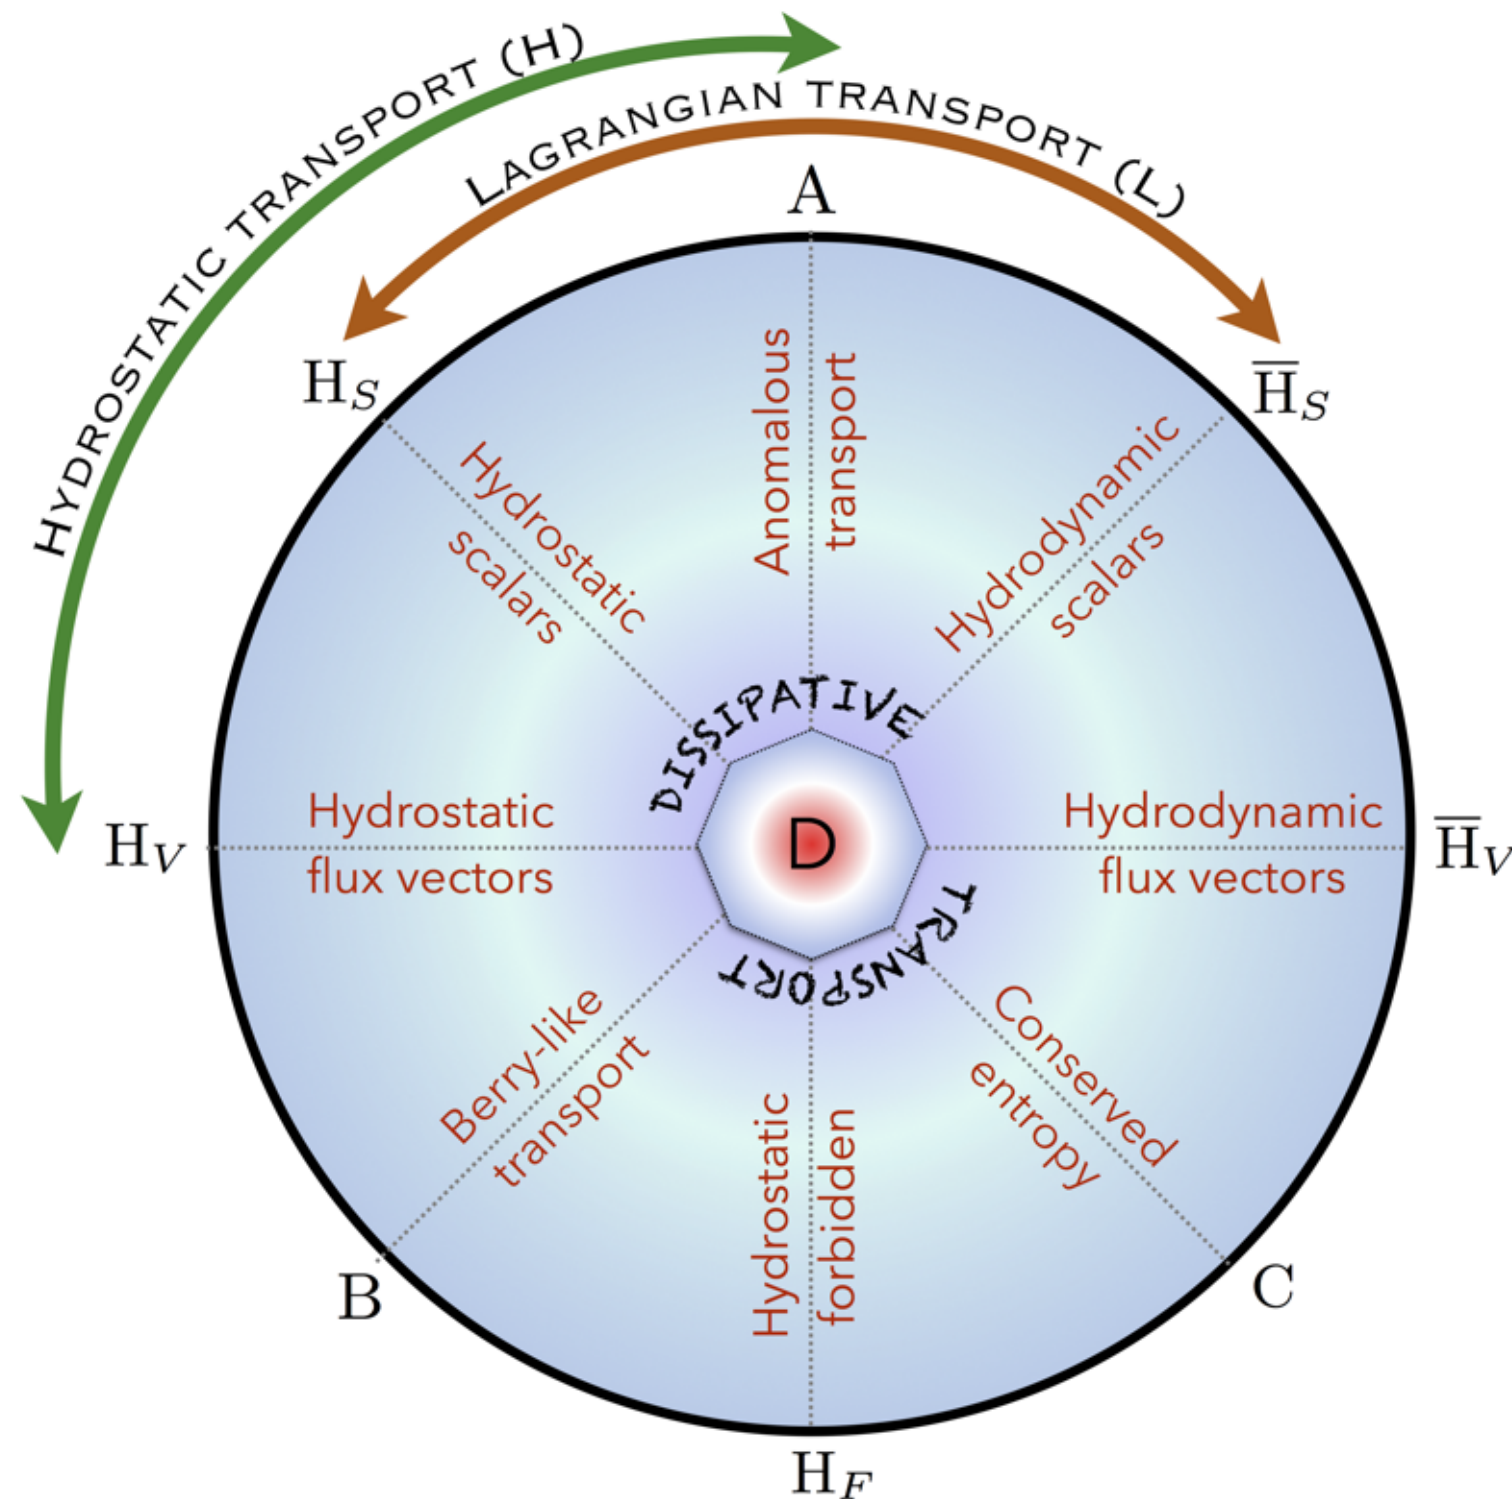 HYDROSTATIC TRANSPORT (H)
LAGRANGIAN TRANSPORT (L)
A
H_S
H̅_S
Anomalous
transport
Hydrostatic
scalars
Hydrodynamic
scalars
DISSIPATIVE
H_V
Hydrostatic
flux vectors
D
Hydrodynamic
flux vectors
H̅_V
TRANSPORT
Berry-like
transport
Conserved
entropy
Hydrostatic
forbidden
B
C
H_F